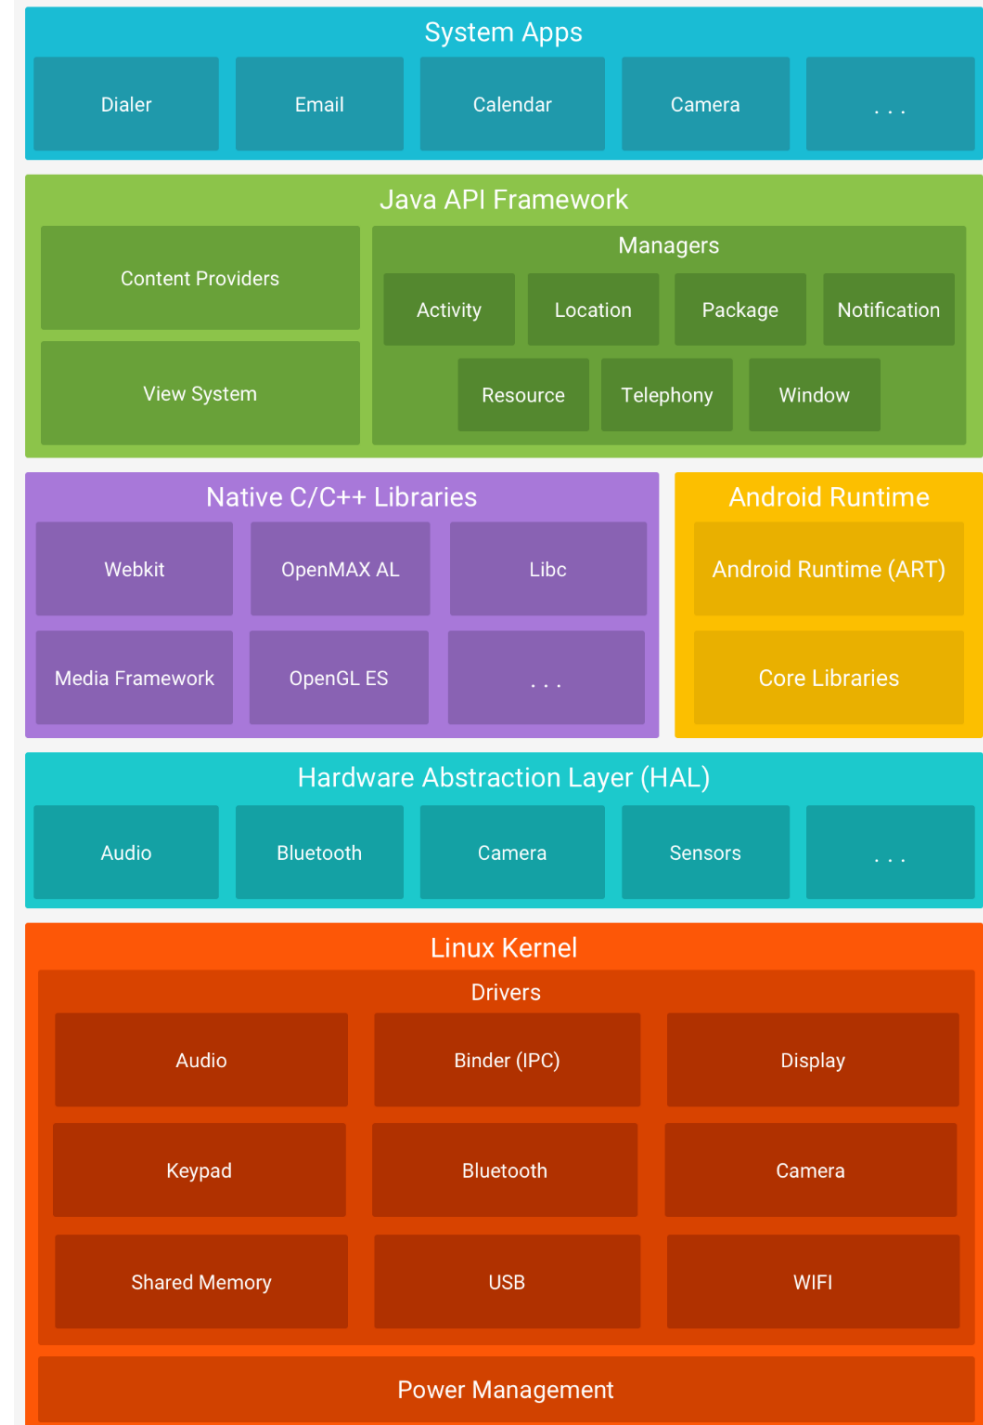 System Apps
Dialer
Email
Calendar
Camera
. . .
Java API Framework
Content Providers
View System
Managers
Activity
Location
Package
Notification
Resource
Telephony
Window
Native C/C++ Libraries
Webkit
OpenMAX AL
Libc
Media Framework
OpenGL ES
. . .
Android Runtime
Android Runtime (ART)
Core Libraries
Hardware Abstraction Layer (HAL)
Audio
Bluetooth
Camera
Sensors
. . .
Linux Kernel
Drivers
Audio
Binder (IPC)
Display
Keypad
Bluetooth
Camera
Shared Memory
USB
WIFI
Power Management